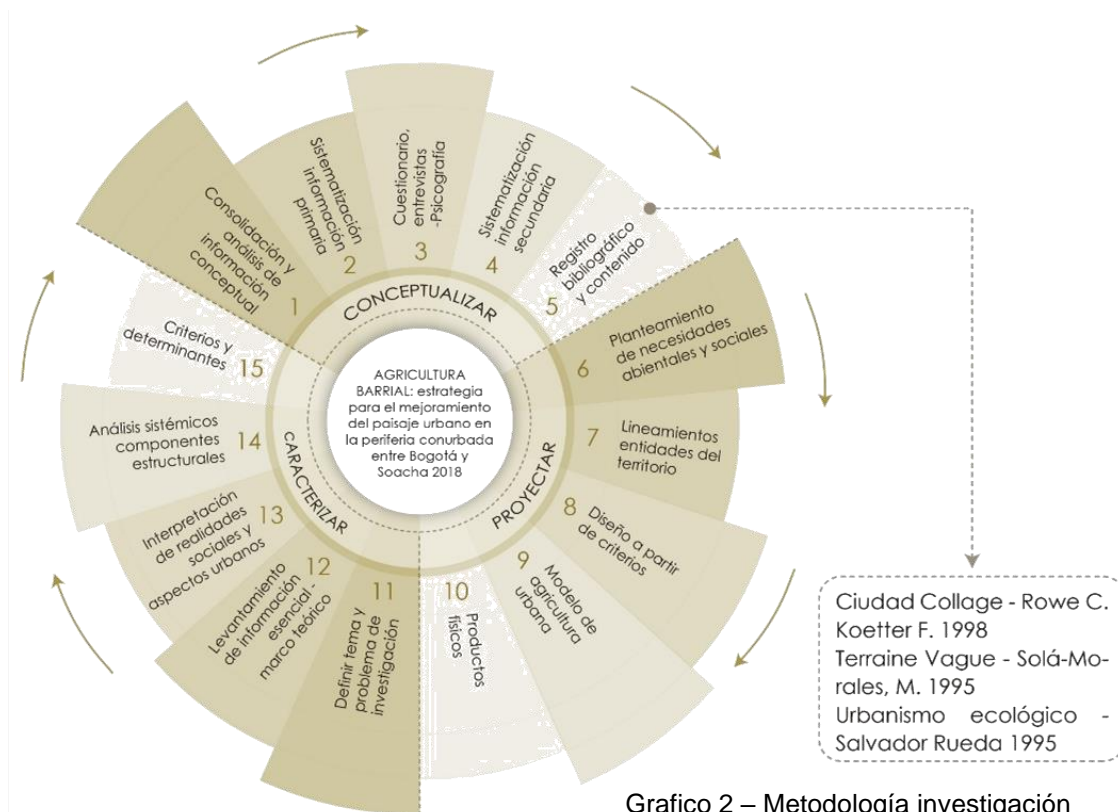 Consolidación y
análisis de
información
conceptual
1
Sistematización
información
primaria
2
Cuestionario,
entrevistas
-Psicografía
3
Sistematización
información
secundaria
4
Registro
bibliográfico
y contenido
5
Planteamiento
de necesidades
abientales y sociales
6
Lineamientos
entidades del
territorio
7
Diseño a partir
de criterios
8
Modelo de
agricultura
urbana
9
Productos
físicos
10
Definir tema y
problema de
investigación
11
Levantamiento
de información
esencial -
marco teórico
12
Interpretación
de realidades
sociales y
aspectos urbanos
13
Análisis sistémicos
componentes
estructurales
14
Criterios y
determinantes
15
CONCEPTUALIZAR
PROYECTAR
CARACTERIZAR
AGRICULTURA
BARRIAL: estrategia
para el mejoramiento
del paisaje urbano en
la periferia conurbada
entre Bogotá y
Soacha 2018
Ciudad Collage - Rowe C.
Koetter F. 1998
Terraine Vague - Solá-Mo-
rales, M. 1995
Urbanismo ecológico -
Salvador Rueda 1995
Grafico 2 – Metodología investigación